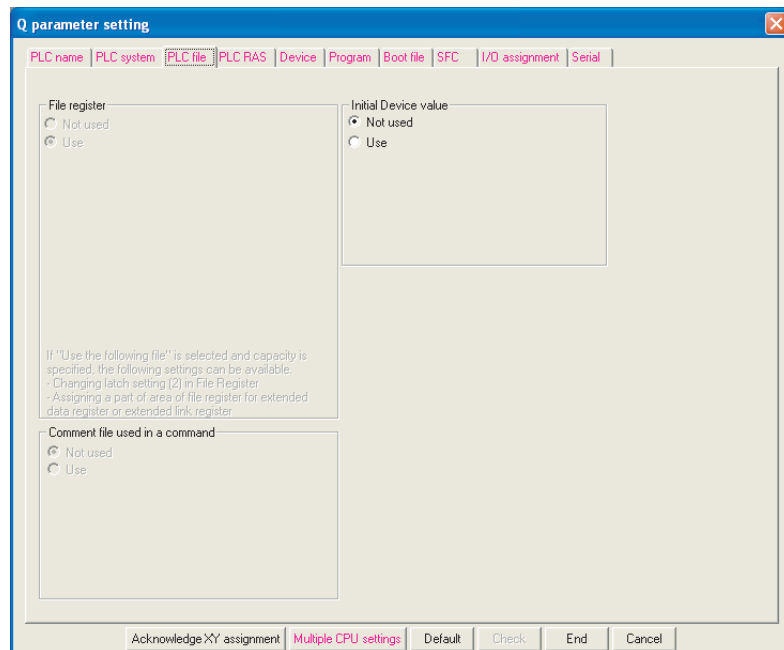 Q parameter setting
PLC name PLC system PLC file PLC RAS Device Program Boot file SFC I/O assignment Serial
File register
Not used
Use
If "Use the following file" is selected and capacity is
specified, the following settings can be available.
- Changing latch setting (2) in File Register
- Assigning a part of area of file register for extended
data register or extended link register
Initial Device value
Not used
Use
Comment file used in a command
Not used
Use
Acknowledge XY assignment Multiple CPU settings Default Check End Cancel